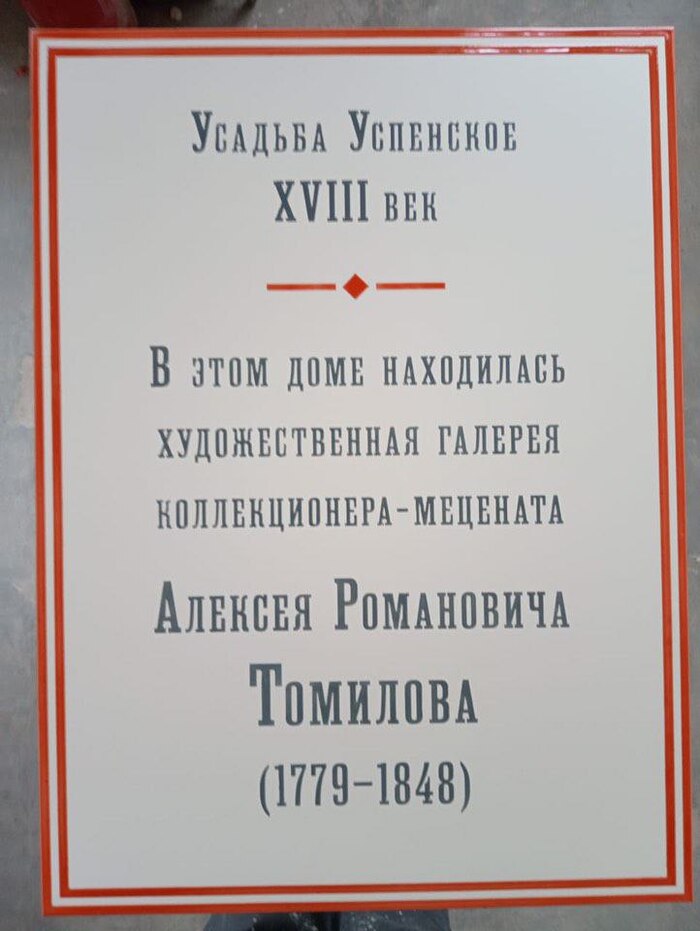 Усадьба Успенское
XVIII век
В этом доме находилась
художественная галерея
коллекционера-мецената
Алексея Романовича
Томилова
(1779–1848)